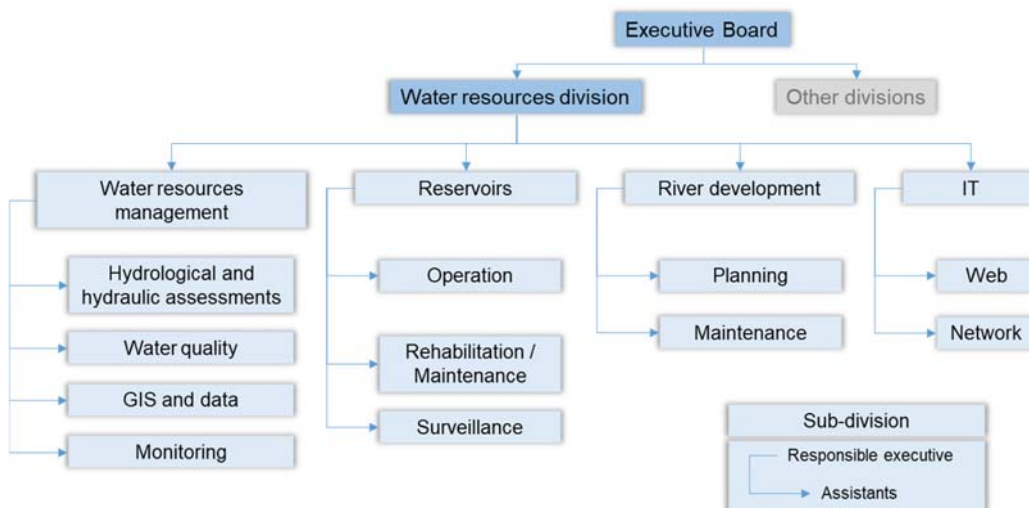 Executive Board
Water resources division
Other divisions
Water resources
management
Reservoirs
River development
IT
Hydrological and
hydraulic assessments
Operation
Planning
Web
Water quality
Rehabilitation /
Maintenance
Maintenance
Network
GIS and data
Surveillance
Monitoring
Sub-division
Responsible executive
Assistants